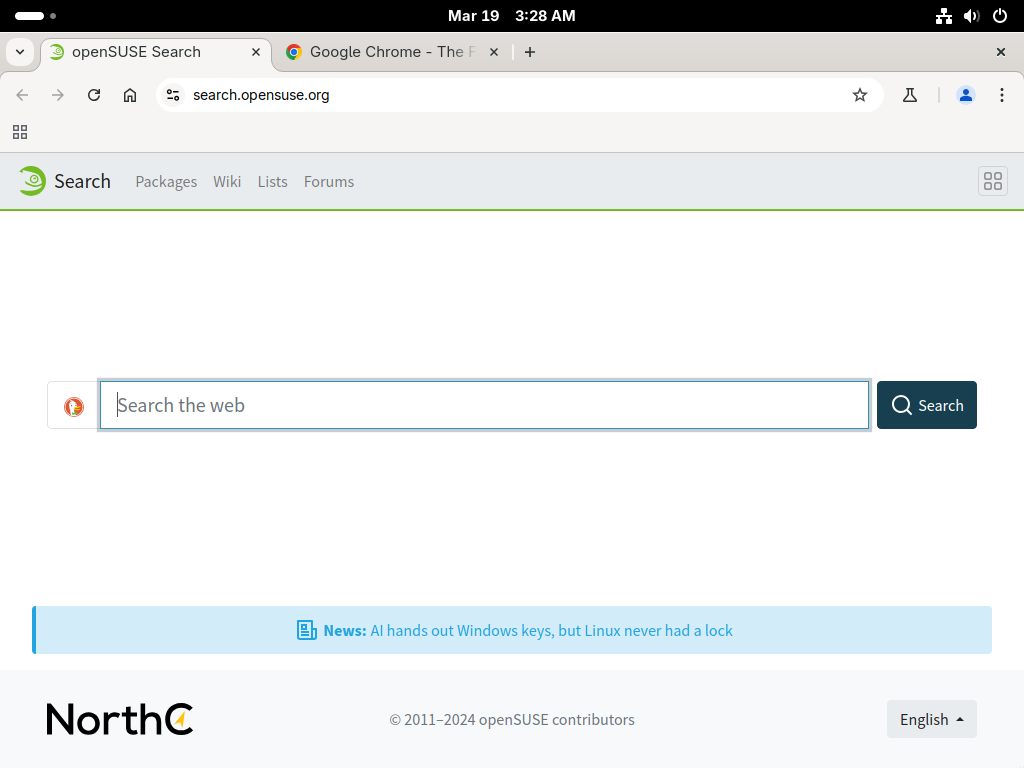 Mar 19 3:28 AM
openSUSE Search
Google Chrome - The F
search.opensuse.org
Search Packages Wiki Lists Forums
Search the web
Search
News: AI hands out Windows keys, but Linux never had a lock
NorthC
© 2011–2024 openSUSE contributors
English